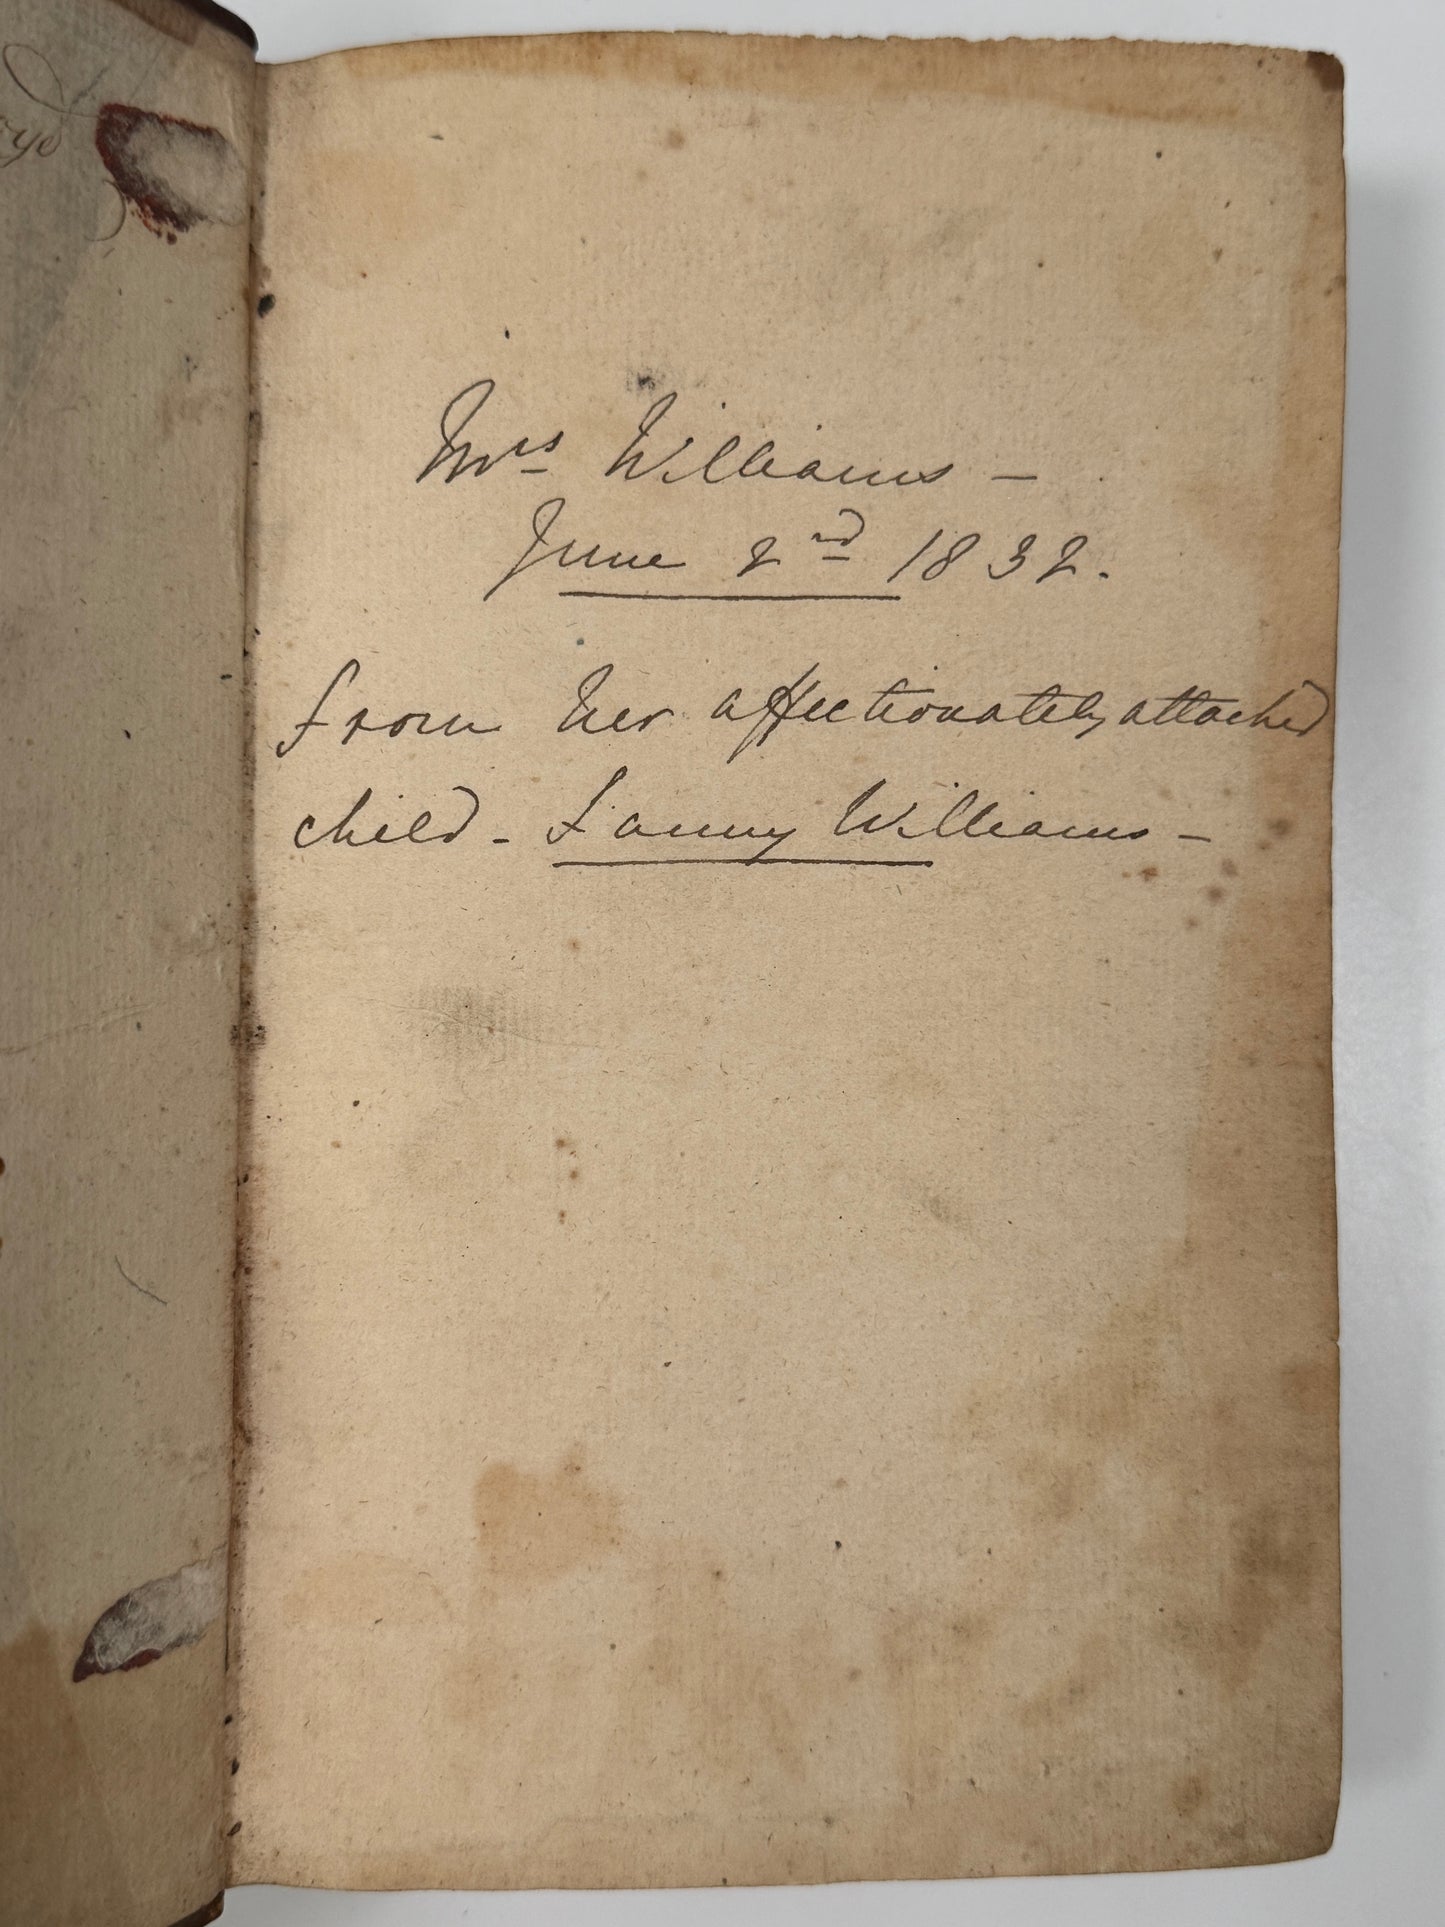 Mrs Williams –
June 2nd 1832.
from her affectionately attached
child – Fanny Williams –